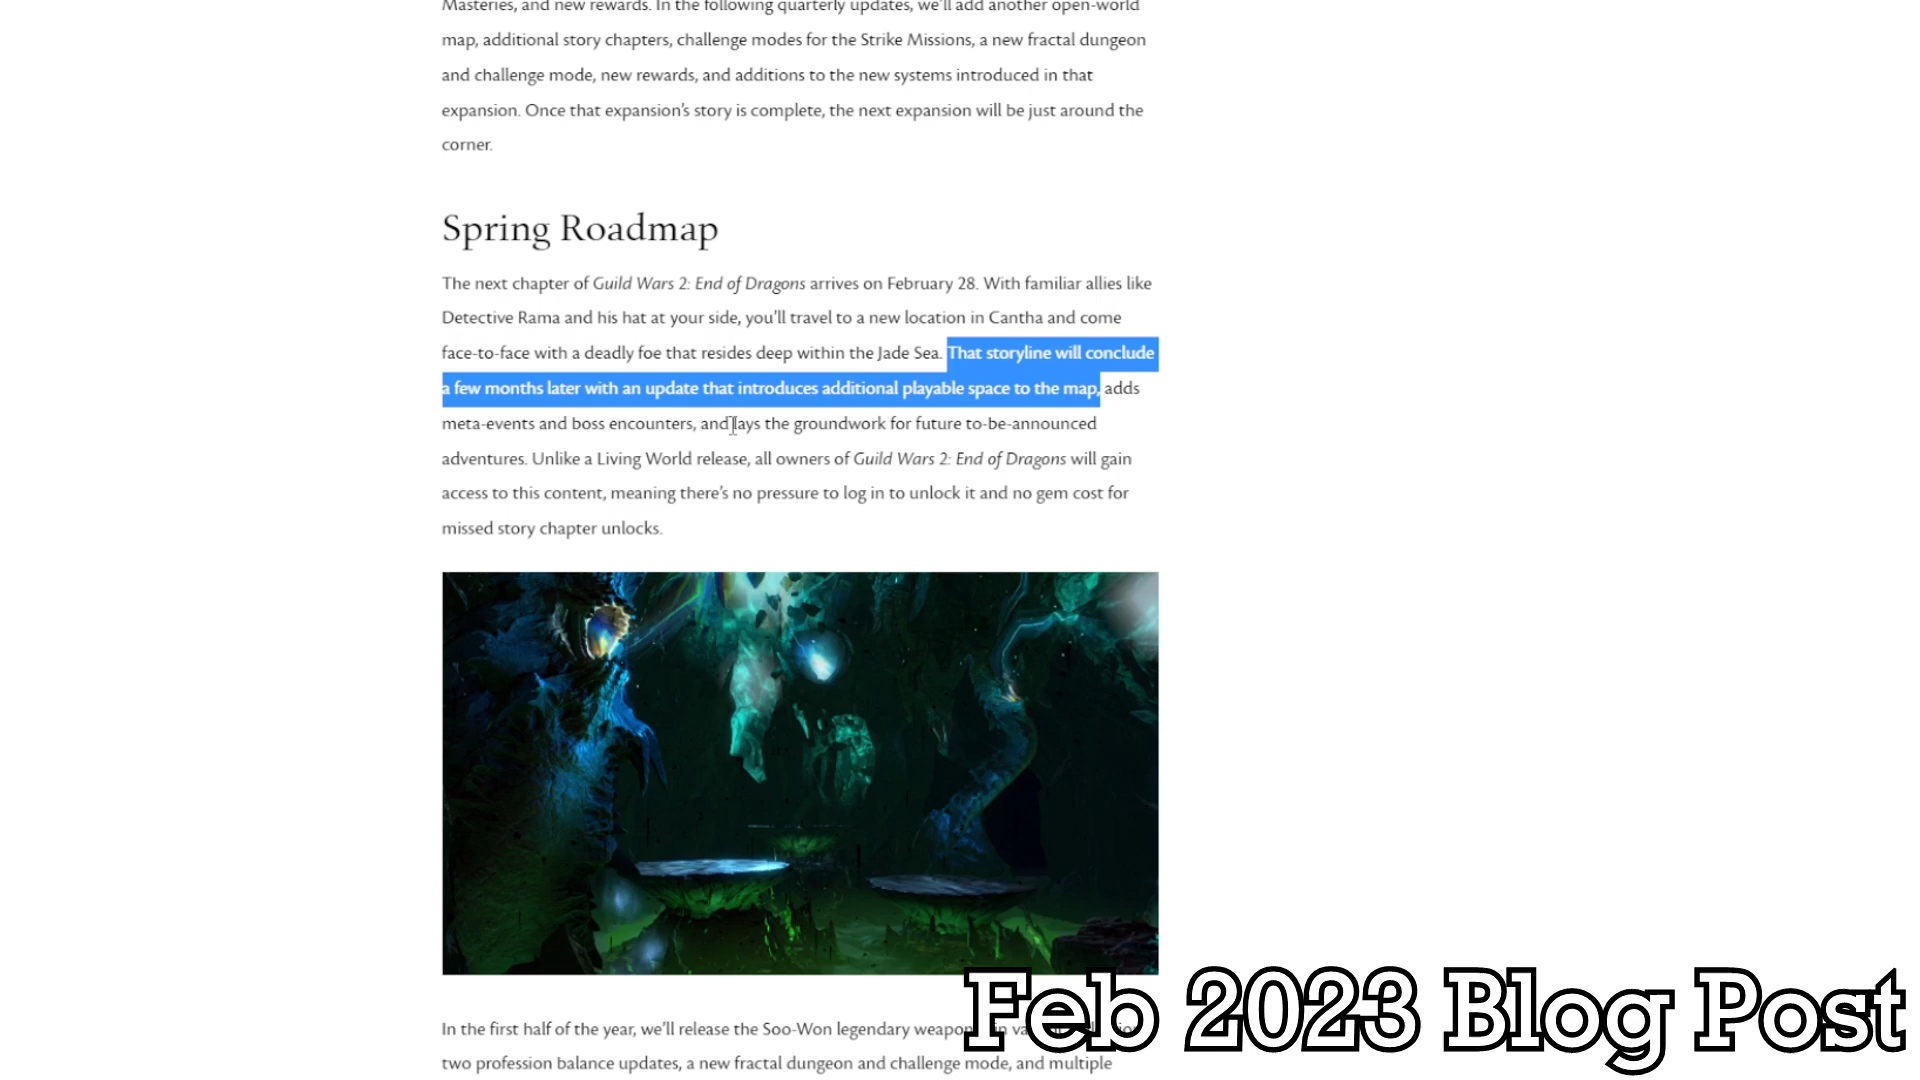 Masteries, and new rewards. In the following quarterly updates, we'll add another open-world
map, additional story chapters, challenge modes for the Strike Missions, a new fractal dungeon
and challenge mode, new rewards, and additions to the new systems introduced in that
expansion. Once that expansion's story is complete, the next expansion will be just around the
corner.
Spring Roadmap
The next chapter of Guild Wars 2: End of Dragons arrives on February 28. With familiar allies like
Detective Rama and his hat at your side, you'll travel to a new location in Cantha and come
face-to-face with a deadly foe that resides deep within the Jade Sea. That storyline will conclude
a few months later with an update that introduces additional playable space to the map, adds
meta-events and boss encounters, and lays the groundwork for future to-be-announced
adventures. Unlike a Living World release, all owners of Guild Wars 2: End of Dragons will gain
access to this content, meaning there's no pressure to log in to unlock it and no gem cost for
missed story chapter unlocks.
In the first half of the year, we'll release the Soo-Won legendary
two profession balance updates, a new fractal dungeon and challenge mode, and multiple
Feb 2023 Blog Post